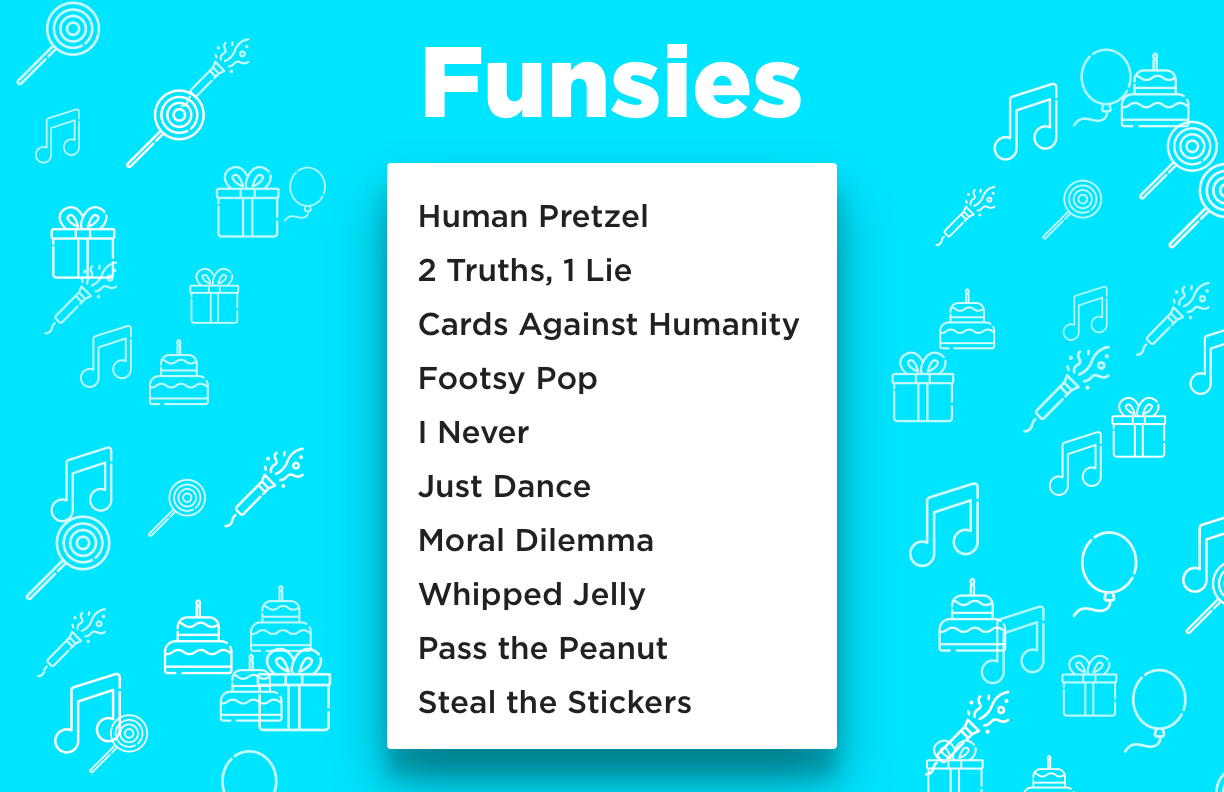 Funsies
Human Pretzel
2 Truths, 1 Lie
Cards Against Humanity
Footsy Pop
I Never
Just Dance
Moral Dilemma
Whipped Jelly
Pass the Peanut
Steal the Stickers